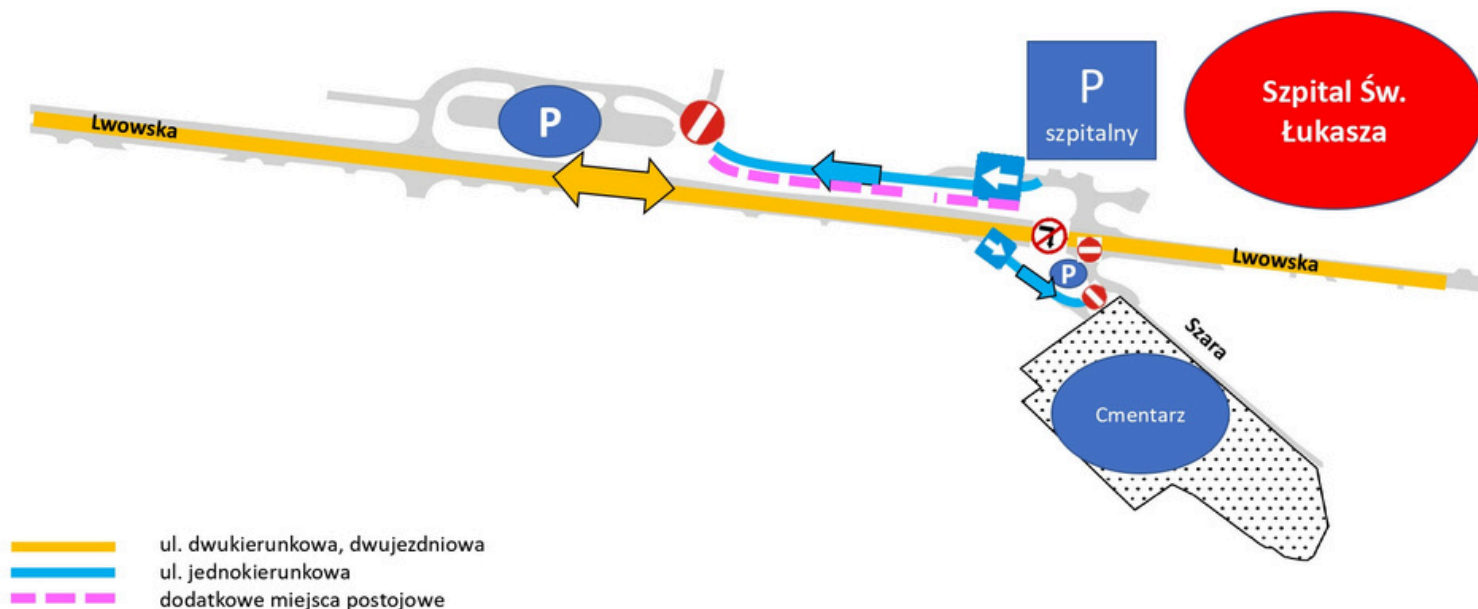 Lwowska
P
P
szpitalny
Szpital Św.
Łukasza
Lwowska
P
Szara
Cmentarz
ul. dwukierunkowa, dwujezdniowa
ul. jednokierunkowa
dodatkowe miejsca postojowe